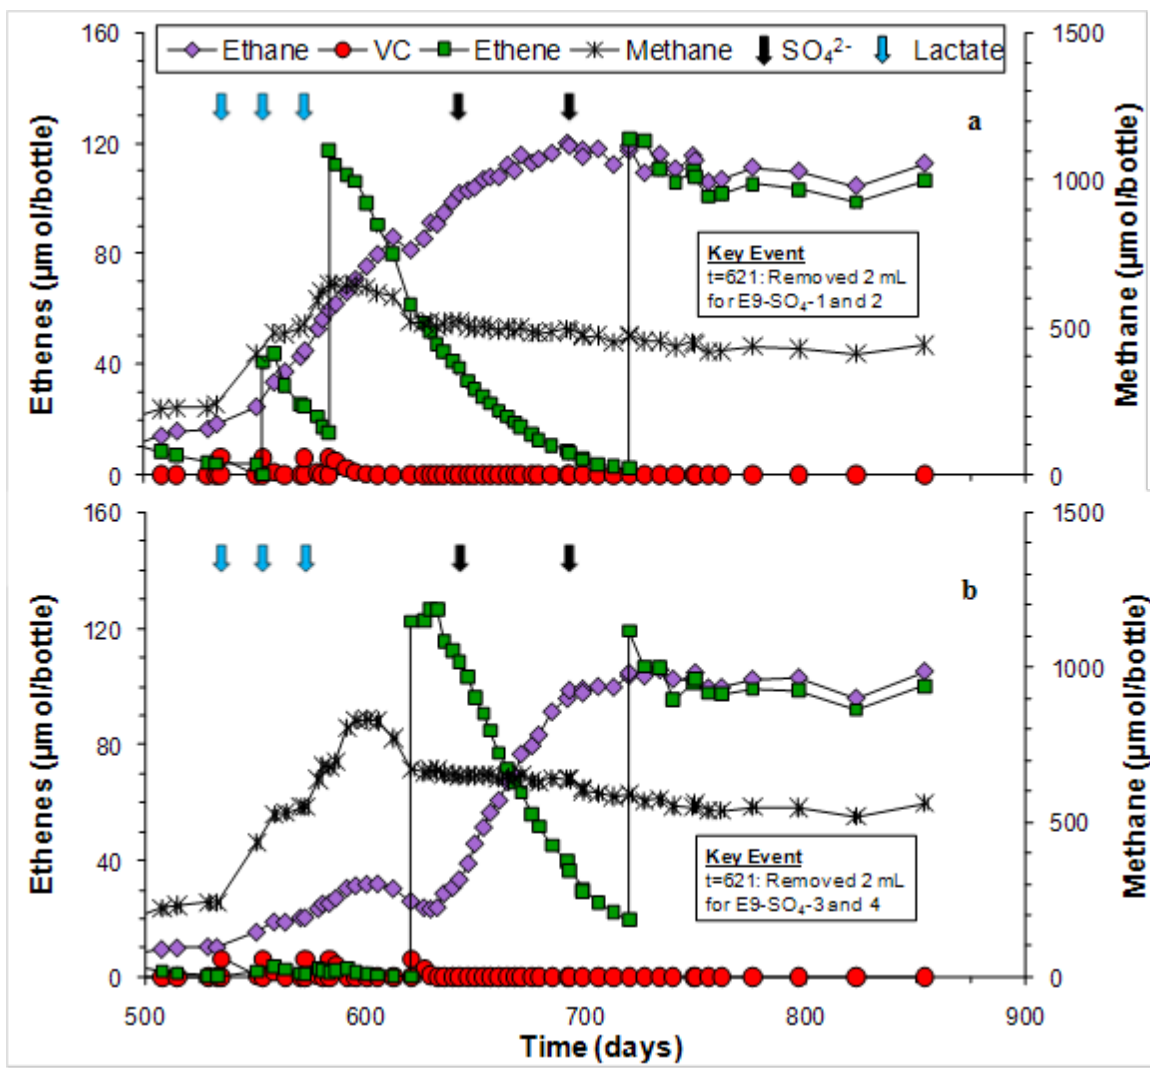 Ethane VC Ethene Methane SO₄²⁻ Lactate
160
120
80
40
0
Ethenes (µmol/bottle)
1500
1000
500
0
Methane (µmol/bottle)
a
Key Event
t=621: Removed 2 mL
for E9-SO₄-1 and 2
160
120
80
40
0
Ethenes (µmol/bottle)
1500
1000
500
0
Methane (µmol/bottle)
b
Key Event
t=621: Removed 2 mL
for E9-SO₄-3 and 4
500 600 700 800 900
Time (days)